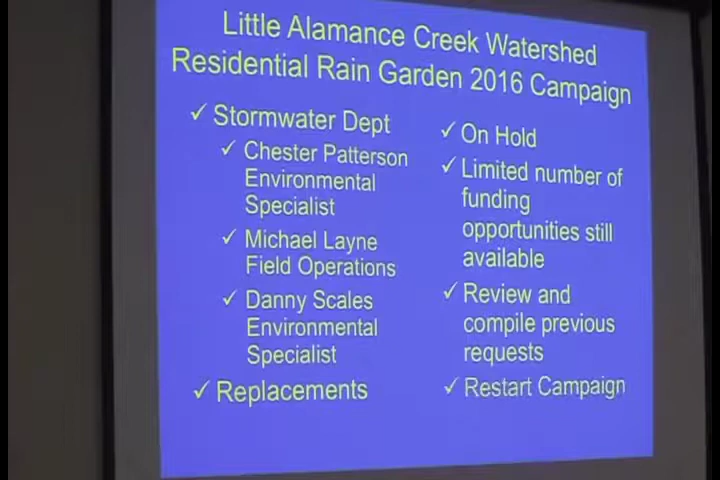 Little Alamance Creek Watershed
Residential Rain Garden 2016 Campaign
✓ Stormwater Dept
✓ Chester Patterson
Environmental
Specialist
✓ Michael Layne
Field Operations
✓ Danny Scales
Environmental
Specialist
✓ Replacements
✓ On Hold
✓ Limited number of
funding
opportunities still
available
✓ Review and
compile previous
requests
✓ Restart Campaign